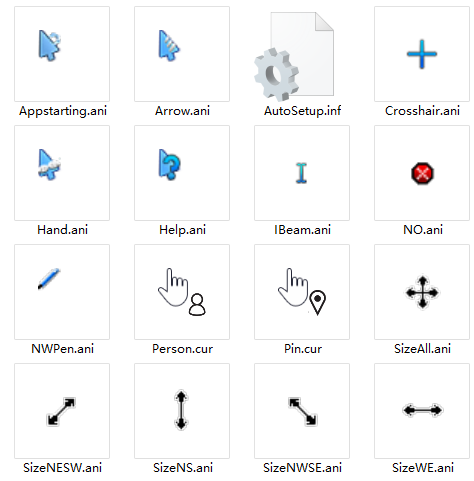 Appstarting.ani
Arrow.ani
AutoSetup.inf
Crosshair.ani
Hand.ani
Help.ani
IBeam.ani
NO.ani
NWPen.ani
Person.cur
Pin.cur
SizeAll.ani
SizeNESW.ani
SizeNS.ani
SizeNWSE.ani
SizeWE.ani